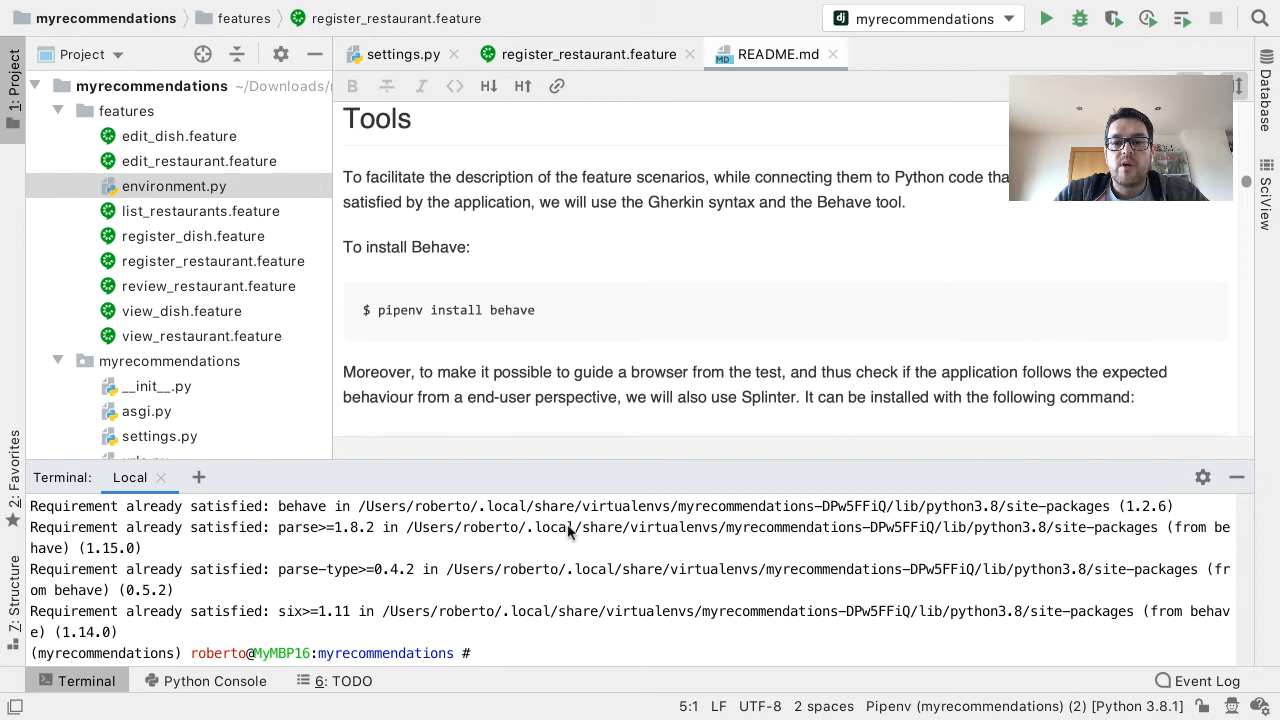 myrecommendations
features
register_restaurant.feature
dj
myrecommendations
Project
settings.py
register_restaurant.feature
README.md
myrecommendations ~/Downloads/
features
edit_dish.feature
edit_restaurant.feature
environment.py
list_restaurants.feature
register_dish.feature
register_restaurant.feature
review_restaurant.feature
view_dish.feature
view_restaurant.feature
myrecommendations
__init__.py
asgi.py
settings.py
B I <> H↓ H↑
Tools
To facilitate the description of the feature scenarios, while connecting them to Python code tha
satisfied by the application, we will use the Gherkin syntax and the Behave tool.
To install Behave:
$ pipenv install behave
Moreover, to make it possible to guide a browser from the test, and thus check if the application follows the expected
behaviour from a end-user perspective, we will also use Splinter. It can be installed with the following command:
1: Project
2: Favorites
7: Structure
Database
SciView
Terminal:
Local
Requirement already satisfied: behave in /Users/roberto/.local/share/virtualenvs/myrecommendations-DPw5FFiQ/lib/python3.8/site-packages (1.2.6)
Requirement already satisfied: parse>=1.8.2 in /Users/roberto/.local/share/virtualenvs/myrecommendations-DPw5FFiQ/lib/python3.8/site-packages (from be
have) (1.15.0)
Requirement already satisfied: parse-type>=0.4.2 in /Users/roberto/.local/share/virtualenvs/myrecommendations-DPw5FFiQ/lib/python3.8/site-packages (fr
om behave) (0.5.2)
Requirement already satisfied: six>=1.11 in /Users/roberto/.local/share/virtualenvs/myrecommendations-DPw5FFiQ/lib/python3.8/site-packages (from behav
e) (1.14.0)
(myrecommendations) roberto@MyMBP16:myrecommendations #
Terminal
Python Console
6: TODO
Event Log
5:1 LF UTF-8 2 spaces Pipenv (myrecommendations) (2) [Python 3.8.1]